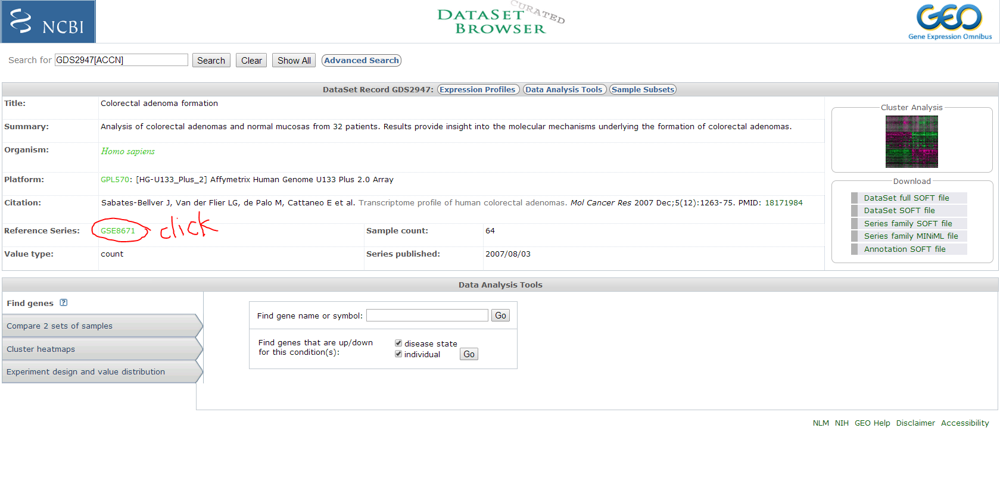 NCBI
DATASET BROWSER
CURATED
GEO
Gene Expression Omnibus
Search for GDS2947[ACCN] Search Clear Show All Advanced Search
DataSet Record GDS2947: Expression Profiles Data Analysis Tools Sample Subsets
Title: Colorectal adenoma formation
Summary: Analysis of colorectal adenomas and normal mucosas from 32 patients. Results provide insight into the molecular mechanisms underlying the formation of colorectal adenomas.
Organism: Homo sapiens
Platform: GPL570: [HG-U133_Plus_2] Affymetrix Human Genome U133 Plus 2.0 Array
Citation: Sabates-Bellver J, Van der Flier LG, de Palo M, Cattaneo E et al. Transcriptome profile of human colorectal adenomas. Mol Cancer Res 2007 Dec;5(12):1263-75. PMID: 18171984
Reference Series: GSE8671 click Sample count: 64
Value type: count Series published: 2007/08/03
Cluster Analysis
Download
DataSet full SOFT file
DataSet SOFT file
Series family SOFT file
Series family MINiML file
Annotation SOFT file
Data Analysis Tools
Find genes ?
Compare 2 sets of samples
Cluster heatmaps
Experiment design and value distribution
Find gene name or symbol: Go
Find genes that are up/down
for this condition(s):
disease state
individual Go
NLM NIH GEO Help Disclaimer Accessibility